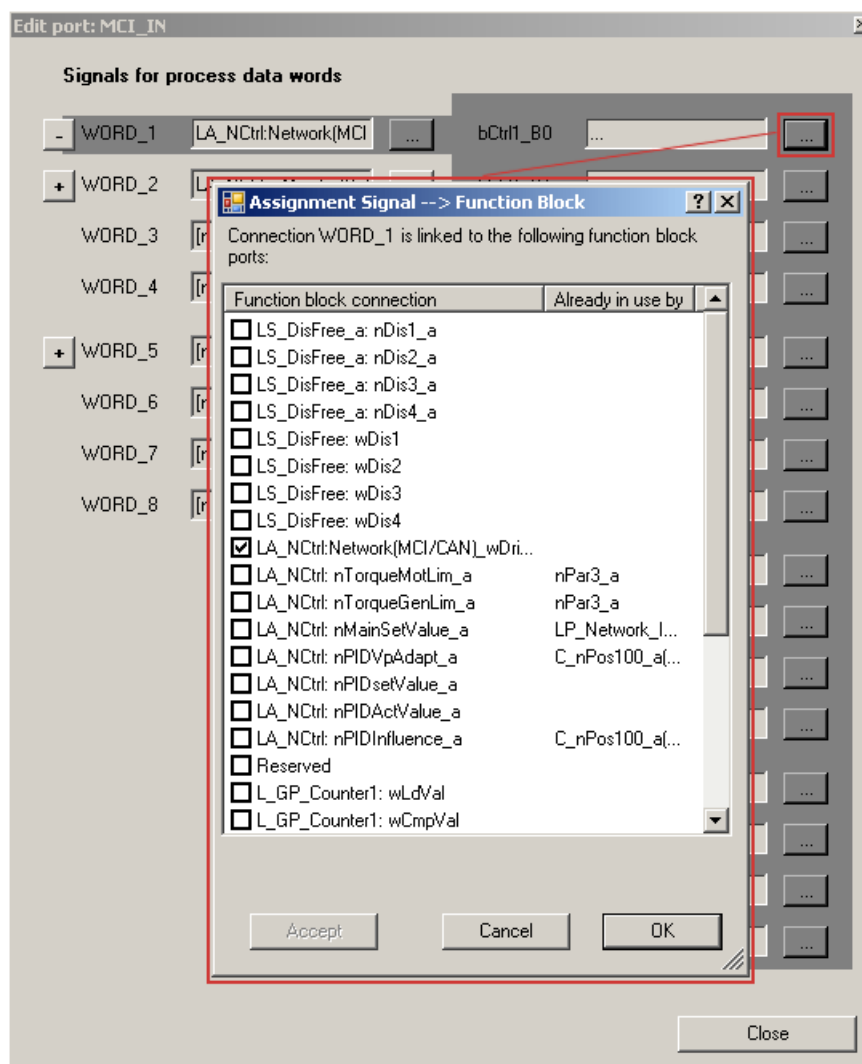 Edit port: MCI_IN
Signals for process data words
- WORD_1 LA_NCtrl:Network(MCI ... bCtrl1_B0 ... ...
+ WORD_2 ...
WORD_3 ...
WORD_4 ...
+ WORD_5 ...
WORD_6 ...
WORD_7 ...
WORD_8 ...
Assignment Signal --> Function Block
Connection WORD_1 is linked to the following function block
ports:
Function block connection Already in use by
LS_DisFree_a: nDis1_a
LS_DisFree_a: nDis2_a
LS_DisFree_a: nDis3_a
LS_DisFree_a: nDis4_a
LS_DisFree: wDis1
LS_DisFree: wDis2
LS_DisFree: wDis3
LS_DisFree: wDis4
LA_NCtrl:Network(MCI/CAN)_wDri...
LA_NCtrl: nTorqueMotLim_a nPar3_a
LA_NCtrl: nTorqueGenLim_a nPar3_a
LA_NCtrl: nMainSetValue_a LP_Network_I...
LA_NCtrl: nPIDVpAdapt_a C_nPos100_a(...
LA_NCtrl: nPIDsetValue_a
LA_NCtrl: nPIDActValue_a
LA_NCtrl: nPIDInfluence_a C_nPos100_a(...
Reserved
L_GP_Counter1: wLdVal
L_GP_Counter1: wCmpVal
Accept Cancel OK
Close